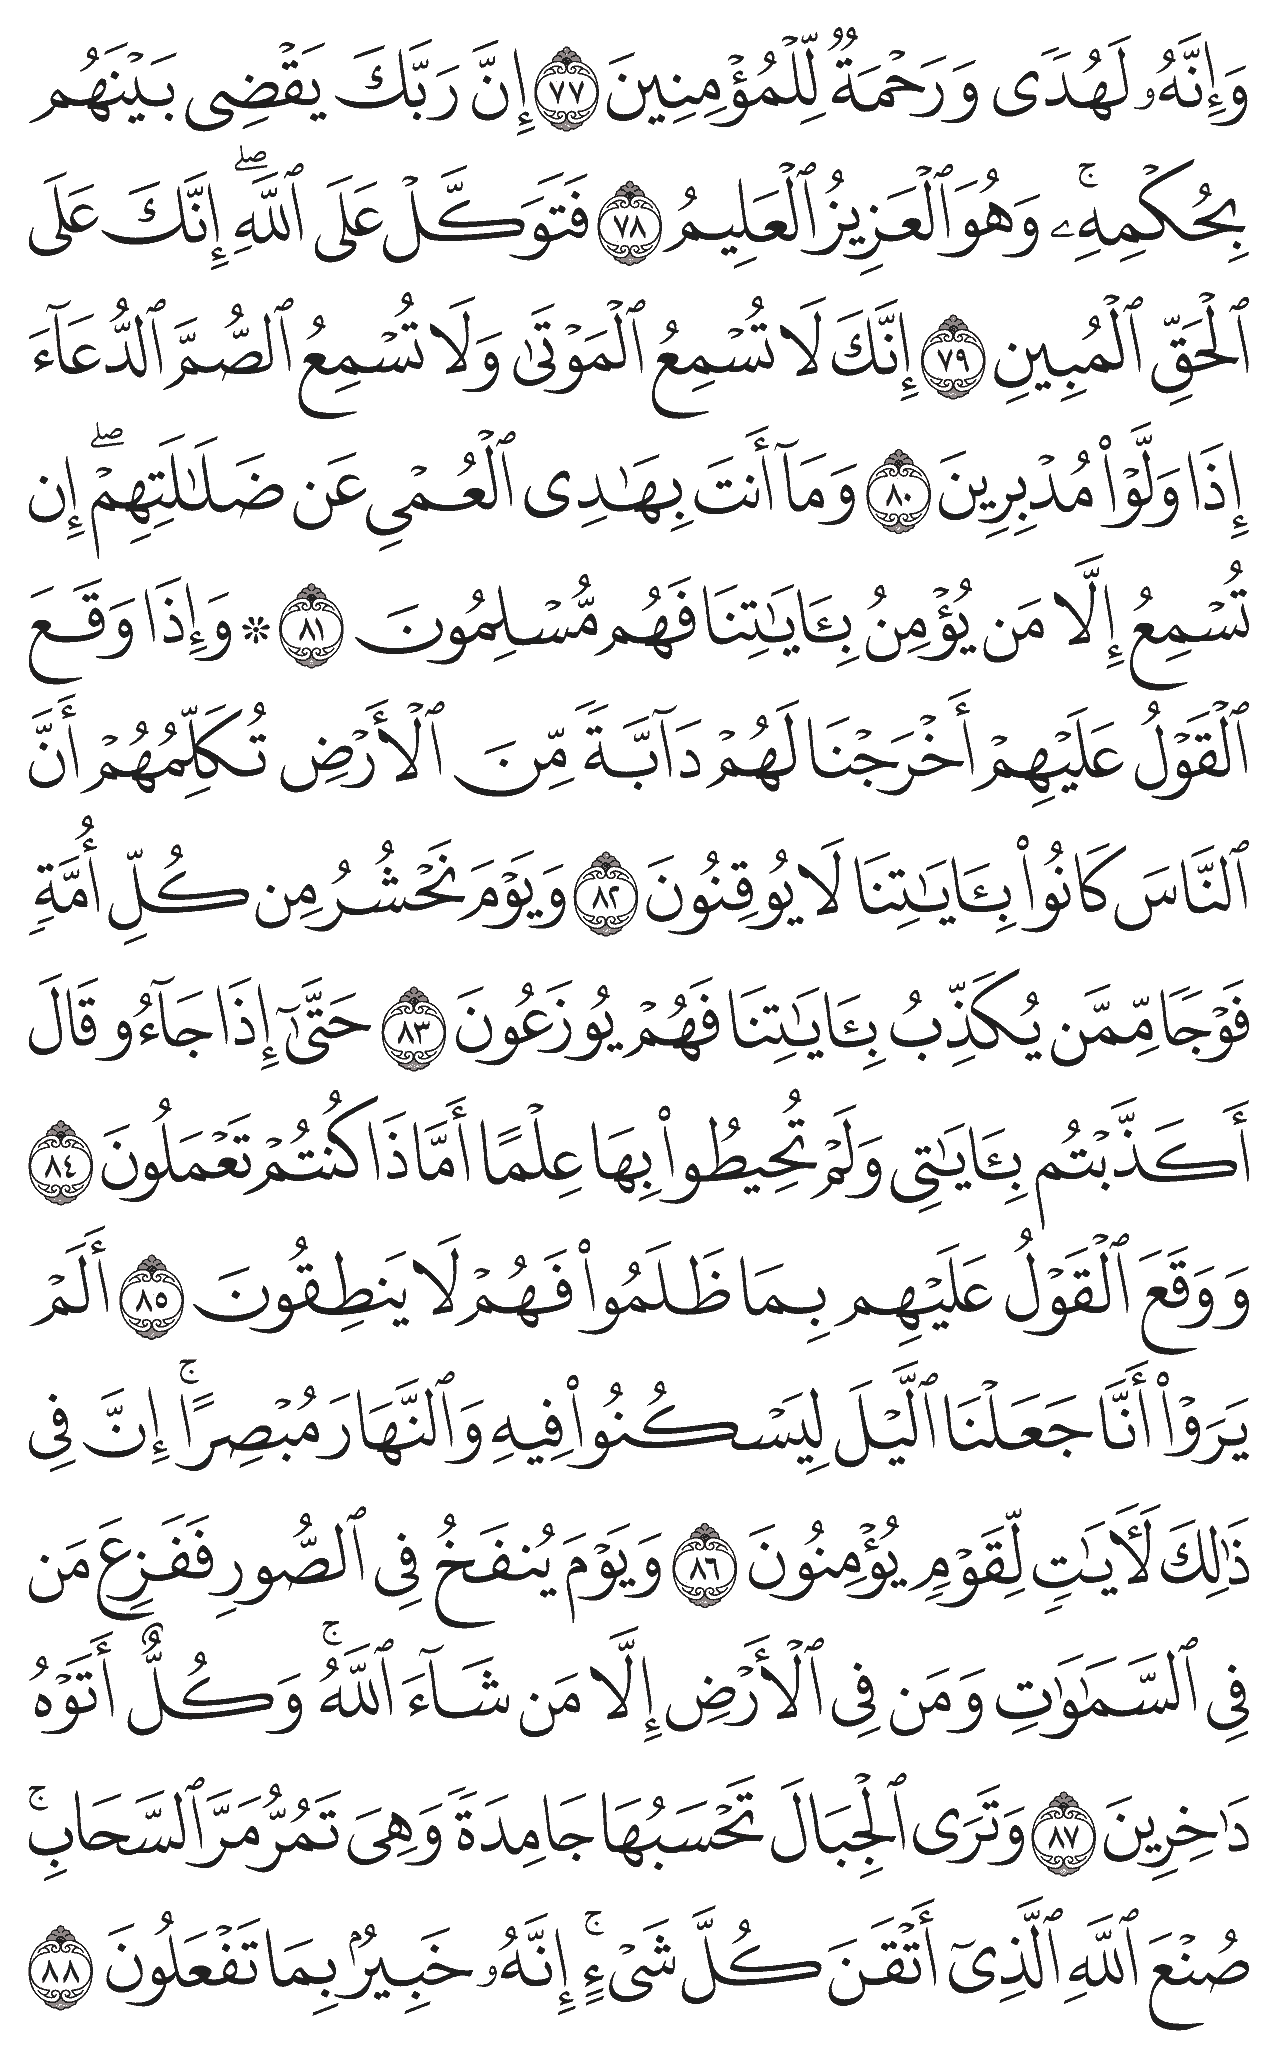 وَإِنَّهُۥ لَهُدًى وَرَحْمَةٌ لِّلْمُؤْمِنِينَ ٧٧ إِنَّ رَبَّكَ يَقْضِى بَيْنَهُم
بِحُكْمِهِۦ ۚ وَهُوَ ٱلْعَزِيزُ ٱلْعَلِيمُ ٧٨ فَتَوَكَّلْ عَلَى ٱللَّهِ ۖ إِنَّكَ عَلَى
ٱلْحَقِّ ٱلْمُبِينِ ٧٩ إِنَّكَ لَا تُسْمِعُ ٱلْمَوْتَىٰ وَلَا تُسْمِعُ ٱلصُّمَّ ٱلدُّعَآءَ
إِذَا وَلَّوْا۟ مُدْبِرِينَ ٨٠ وَمَآ أَنتَ بِهَـٰدِى ٱلْعُمْىِ عَن ضَلَـٰلَتِهِمْ ۖ إِن
تُسْمِعُ إِلَّا مَن يُؤْمِنُ بِـَٔايَـٰتِنَا فَهُم مُّسْلِمُونَ ٨١ ۞ وَإِذَا وَقَعَ
ٱلْقَوْلُ عَلَيْهِمْ أَخْرَجْنَا لَهُمْ دَآبَّةً مِّنَ ٱلْأَرْضِ تُكَلِّمُهُمْ أَنَّ
ٱلنَّاسَ كَانُوا۟ بِـَٔايَـٰتِنَا لَا يُوقِنُونَ ٨٢ وَيَوْمَ نَحْشُرُ مِن كُلِّ أُمَّةٍ
فَوْجًا مِّمَّن يُكَذِّبُ بِـَٔايَـٰتِنَا فَهُمْ يُوزَعُونَ ٨٣ حَتَّىٰٓ إِذَا جَآءُو قَالَ
أَكَذَّبْتُم بِـَٔايَـٰتِى وَلَمْ تُحِيطُوا۟ بِهَا عِلْمًا أَمَّاذَا كُنتُمْ تَعْمَلُونَ ٨٤
وَوَقَعَ ٱلْقَوْلُ عَلَيْهِم بِمَا ظَلَمُوا۟ فَهُمْ لَا يَنطِقُونَ ٨٥ أَلَمْ
يَرَوْا۟ أَنَّا جَعَلْنَا ٱلَّيْلَ لِيَسْكُنُوا۟ فِيهِ وَٱلنَّهَارَ مُبْصِرًا ۚ إِنَّ فِى
ذَٰلِكَ لَـَٔايَـٰتٍ لِّقَوْمٍ يُؤْمِنُونَ ٨٦ وَيَوْمَ يُنفَخُ فِى ٱلصُّورِ فَفَزِعَ مَن
فِى ٱلسَّمَـٰوَٰتِ وَمَن فِى ٱلْأَرْضِ إِلَّا مَن شَآءَ ٱللَّهُ ۚ وَكُلٌّ أَتَوْهُ
دَٰخِرِينَ ٨٧ وَتَرَى ٱلْجِبَالَ تَحْسَبُهَا جَامِدَةً وَهِىَ تَمُرُّ مَرَّ ٱلسَّحَابِ ۚ
صُنْعَ ٱللَّهِ ٱلَّذِىٓ أَتْقَنَ كُلَّ شَىْءٍ ۚ إِنَّهُۥ خَبِيرٌۢ بِمَا تَفْعَلُونَ ٨٨